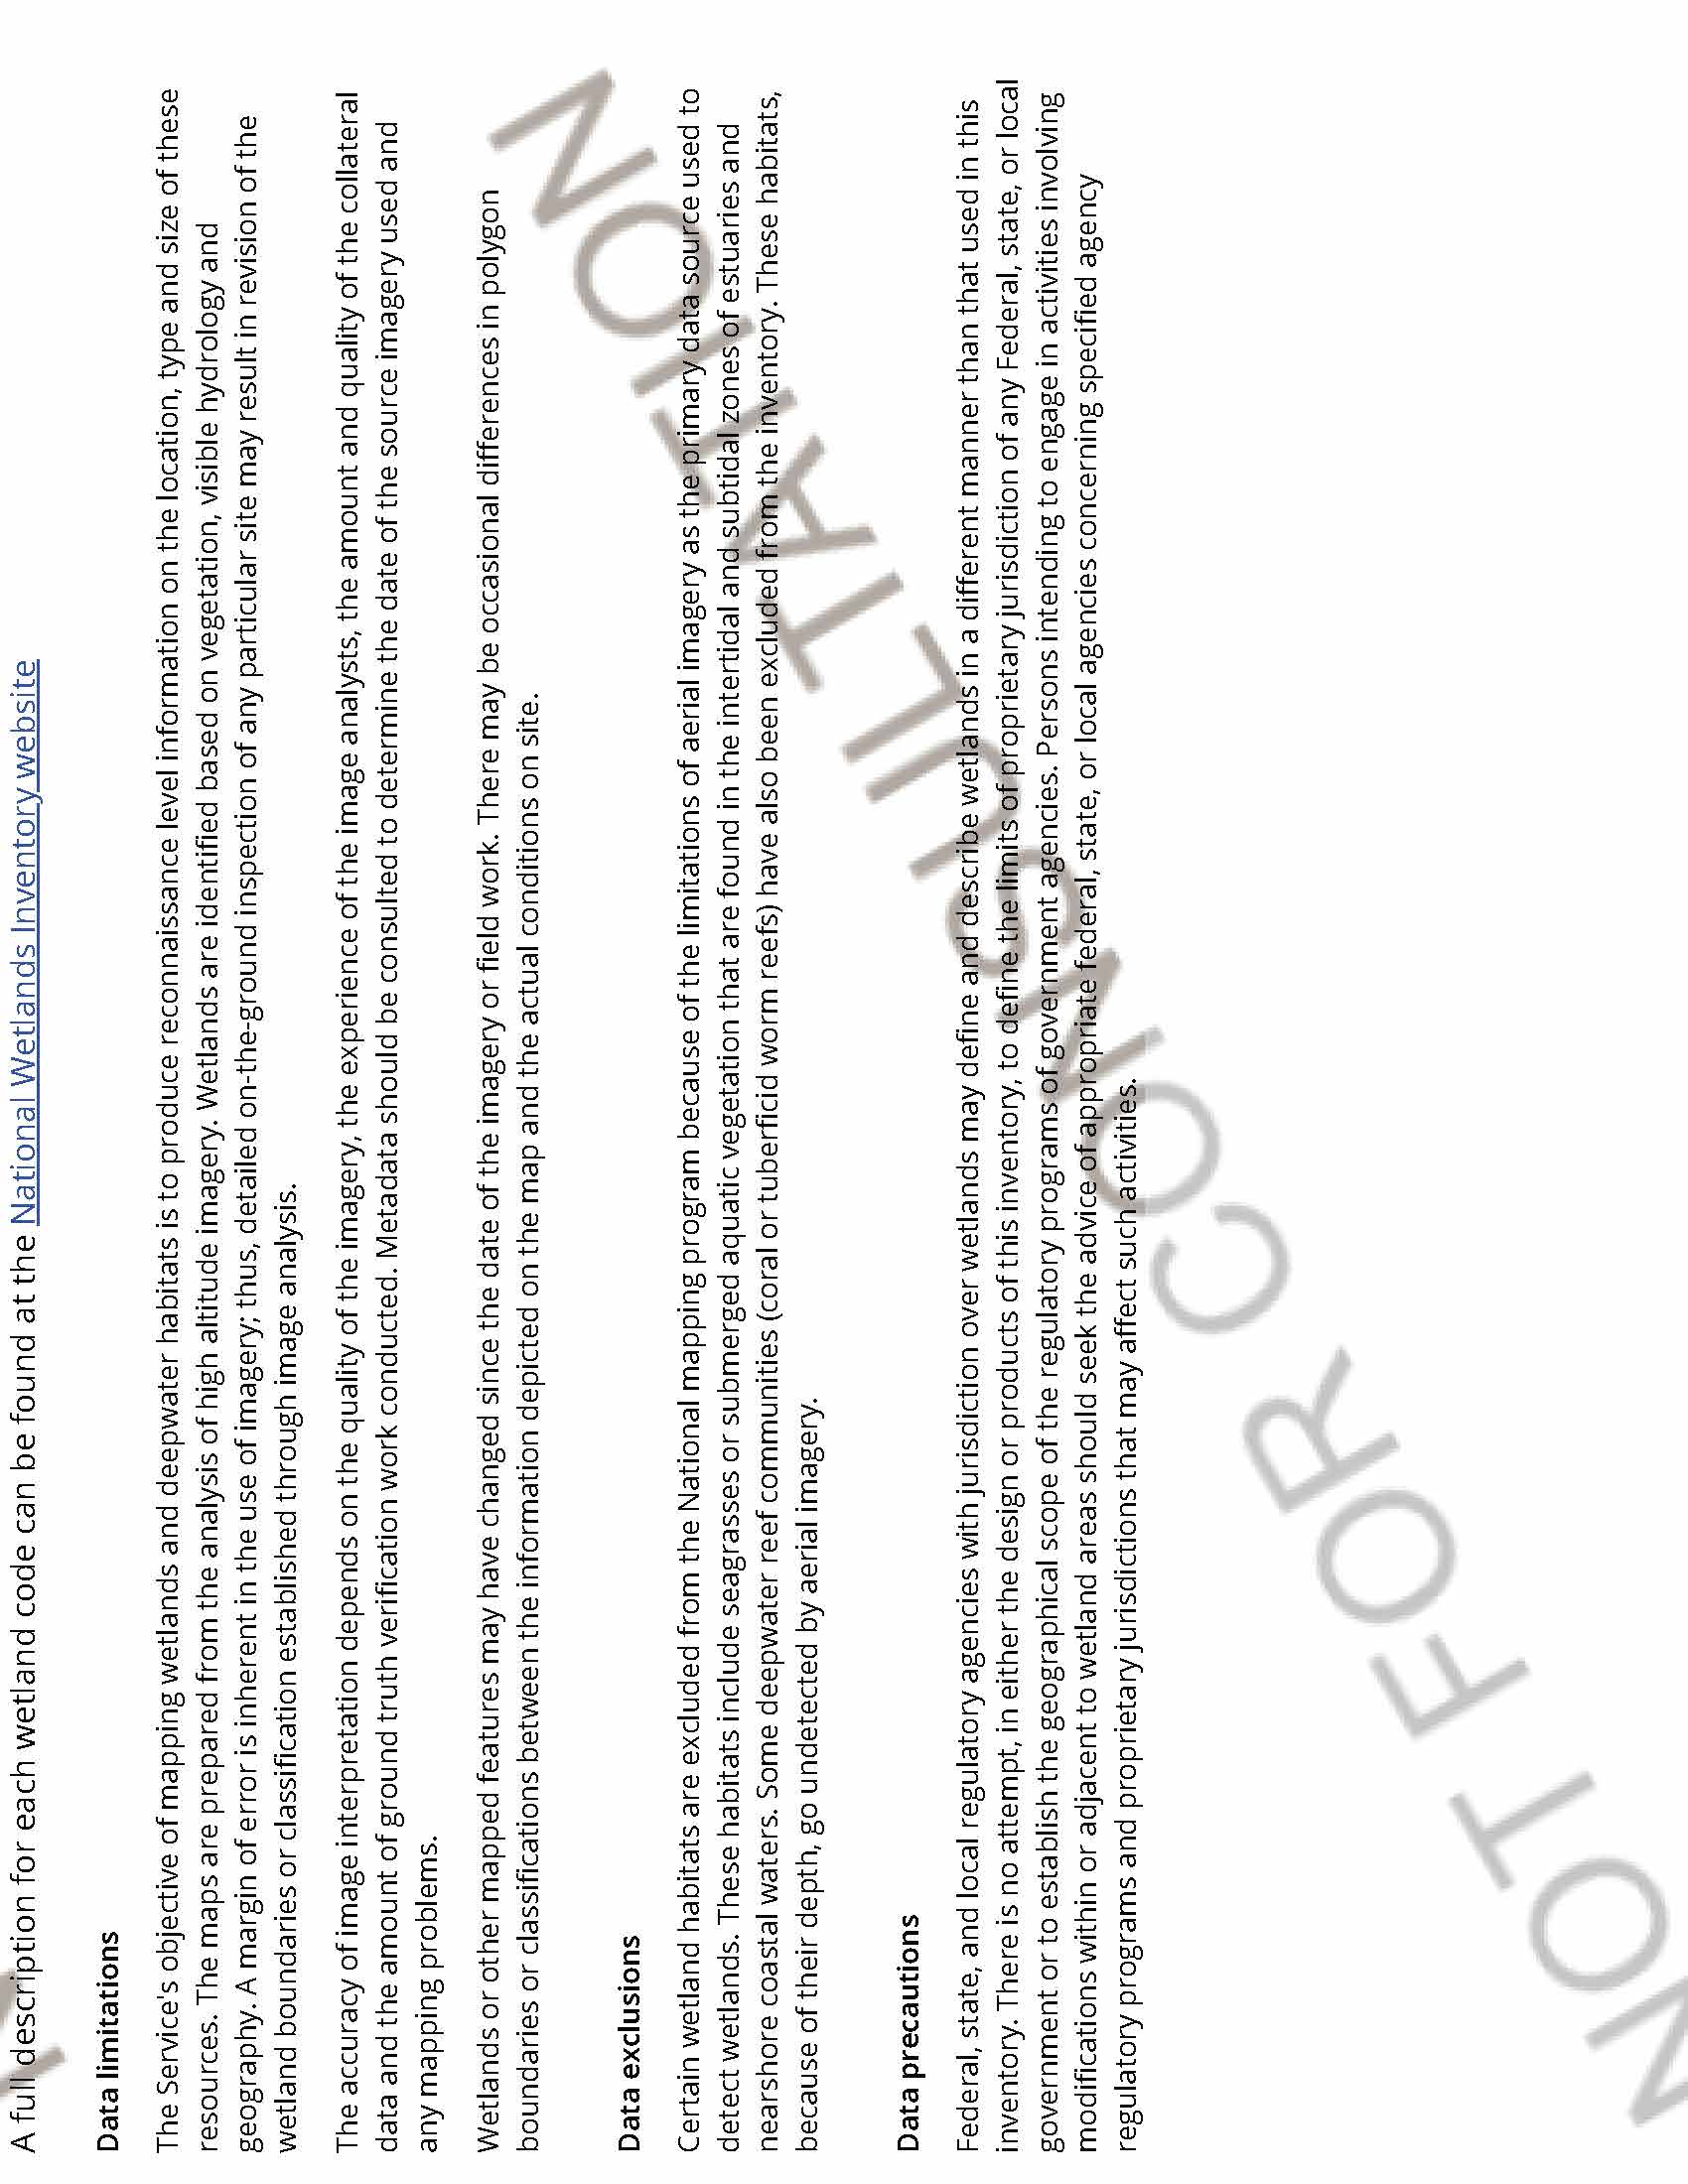 A full description for each wetland code can be found at the National Wetlands Inventory website
Data limitations
The Service's objective of mapping wetlands and deepwater habitats is to produce reconnaissance level information on the location, type and size of these
resources. The maps are prepared from the analysis of high altitude imagery. Wetlands are identified based on vegetation, visible hydrology and
geography. A margin of error is inherent in the use of imagery; thus, detailed on-the-ground inspection of any particular site may result in revision of the
wetland boundaries or classification established through image analysis.
The accuracy of image interpretation depends on the quality of the imagery, the experience of the image analysts, the amount and quality of the collateral
data and the amount of ground truth verification work conducted. Metadata should be consulted to determine the date of the source imagery used and
any mapping problems.
Wetlands or other mapped features may have changed since the date of the imagery or field work. There may be occasional differences in polygon
boundaries or classifications between the information depicted on the map and the actual conditions on site.
Data exclusions
Certain wetland habitats are excluded from the National mapping program because of the limitations of aerial imagery as the primary data source used to
detect wetlands. These habitats include seagrasses or submerged aquatic vegetation that are found in the intertidal and subtidal zones of estuaries and
nearshore coastal waters. Some deepwater reef communities (coral or tuberficid worm reefs) have also been excluded from the inventory. These habitats,
because of their depth, go undetected by aerial imagery.
Data precautions
Federal, state, and local regulatory agencies with jurisdiction over wetlands may define and describe wetlands in a different manner than that used in this
inventory. There is no attempt, in either the design or products of this inventory, to define the limits of proprietary jurisdiction of any Federal, state, or local
government or to establish the geographical scope of the regulatory programs of government agencies. Persons intending to engage in activities involving
modifications within or adjacent to wetland areas should seek the advice of appropriate federal, state, or local agencies concerning specified agency
regulatory programs and proprietary jurisdictions that may affect such activities.
NOT FOR CONSULTATION